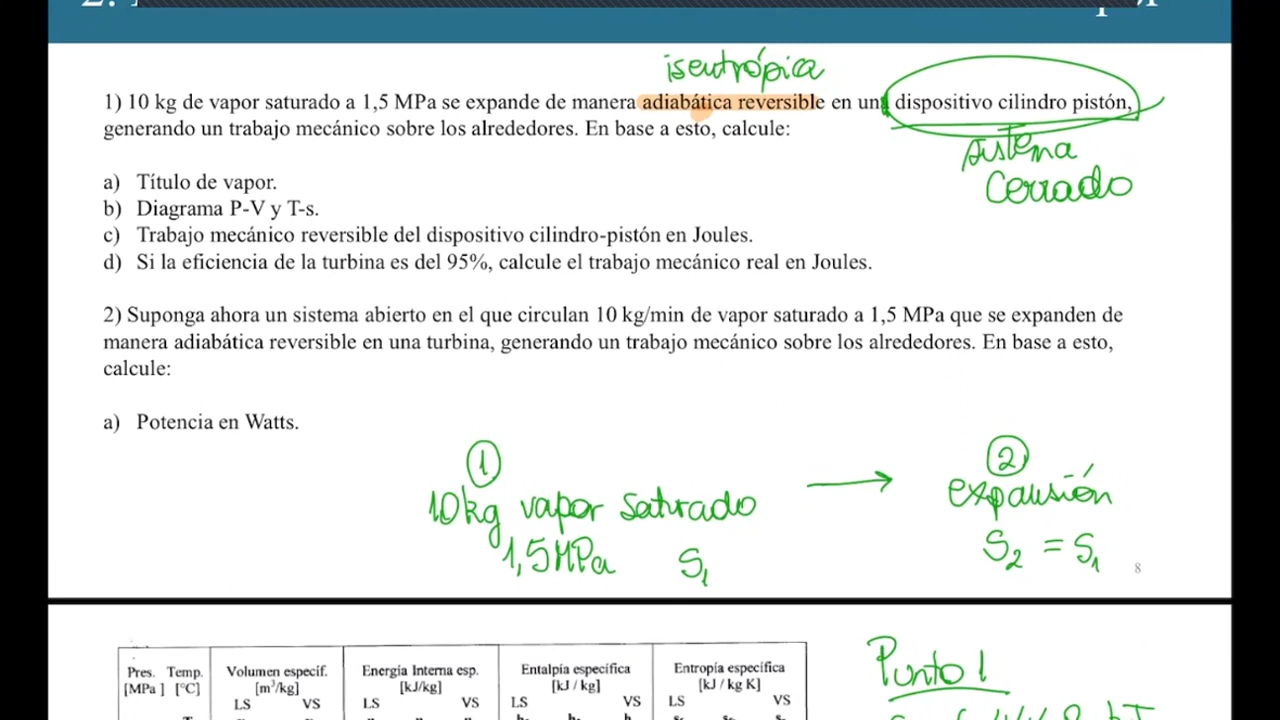 isentrópica
1) 10 kg de vapor saturado a 1,5 MPa se expande de manera adiabática reversible en un dispositivo cilindro pistón,
generando un trabajo mecánico sobre los alrededores. En base a esto, calcule:
sistema
cerrado
a) Título de vapor.
b) Diagrama P-V y T-s.
c) Trabajo mecánico reversible del dispositivo cilindro-pistón en Joules.
d) Si la eficiencia de la turbina es del 95%, calcule el trabajo mecánico real en Joules.
2) Suponga ahora un sistema abierto en el que circulan 10 kg/min de vapor saturado a 1,5 MPa que se expanden de
manera adiabática reversible en una turbina, generando un trabajo mecánico sobre los alrededores. En base a esto,
calcule:
a) Potencia en Watts.
1 → 2
10 kg vapor saturado expansión
1,5 MPa S1 S2 = S1
8
Punto 1
Pres. Temp. Volumen específ. Energía Interna esp. Entalpía específica Entropía específica
[MPa ] [°C] [m³/kg] [kJ/kg] [kJ / kg] [kJ / kg K]
LS VS LS VS LS VS LS VS